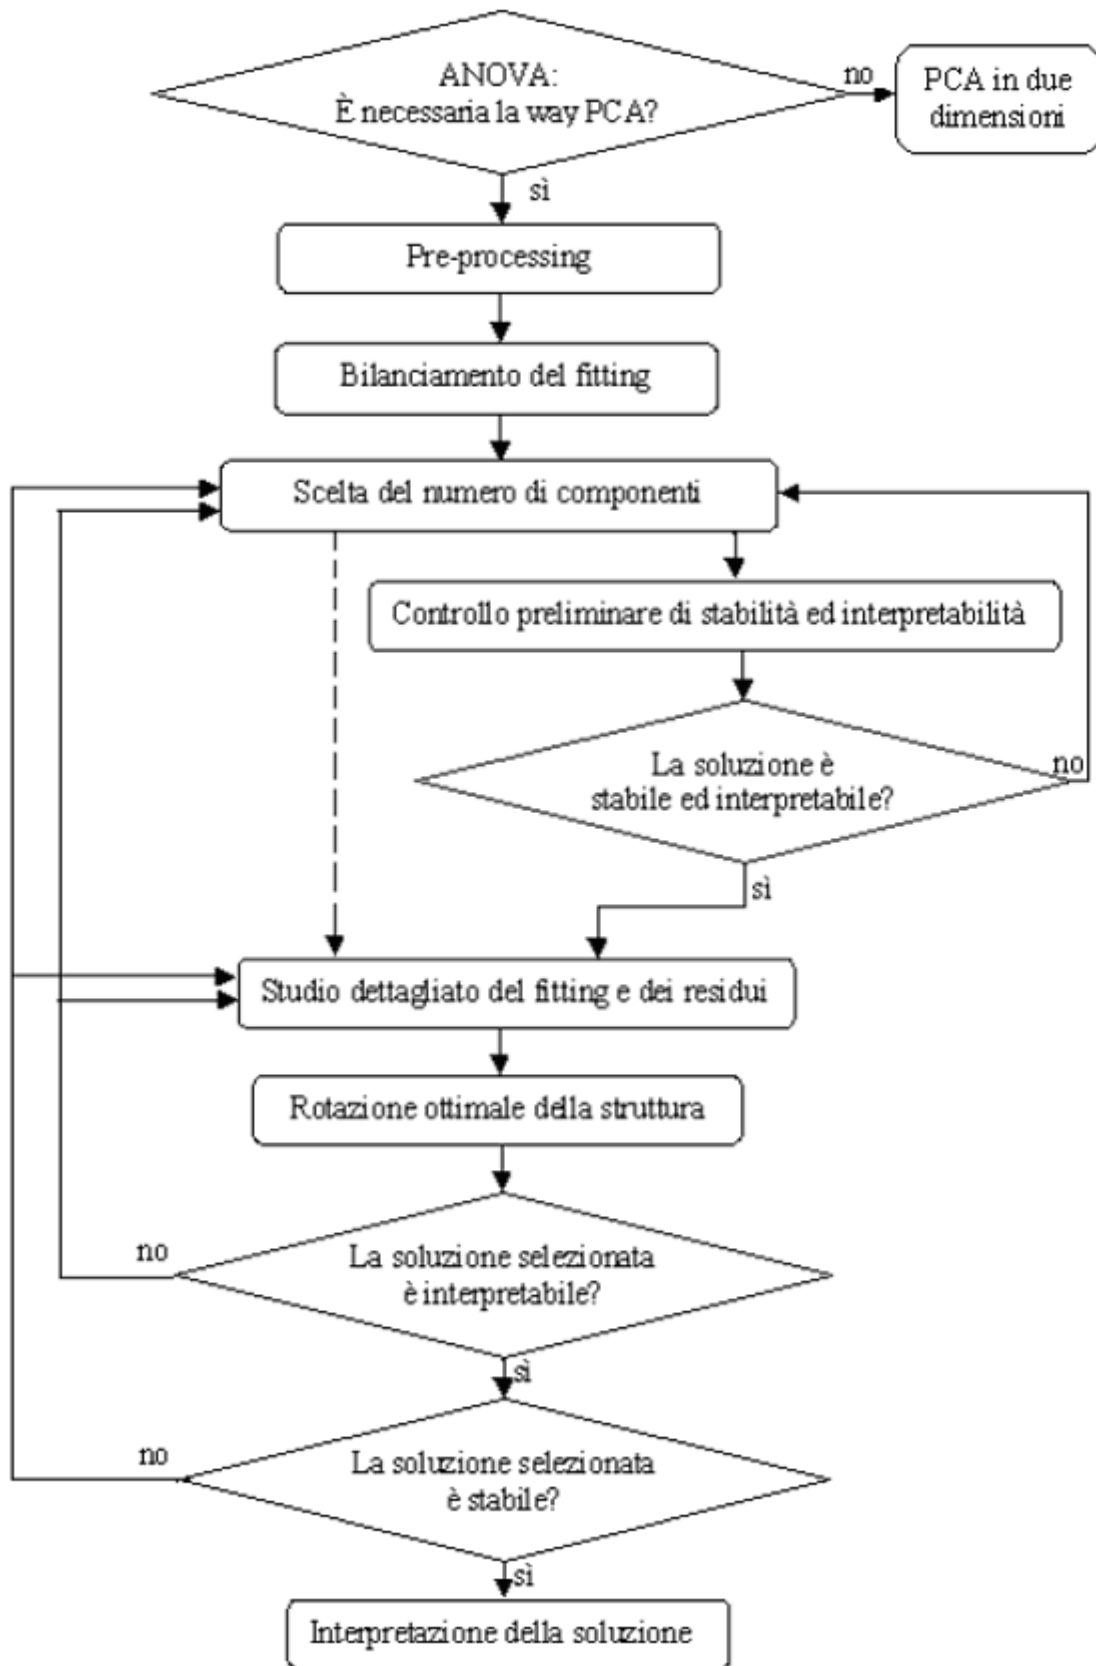 ANOVA:
È necessaria la way PCA?
no
PCA in due
dimensioni
sì
Pre-processing
Bilanciamento del fitting
Scelta del numero di componenti
Controllo preliminare di stabilità ed interpretabilità
La soluzione è
stabile ed interpretabile?
no
sì
Studio dettagliato del fitting e dei residui
Rotazione ottimale della struttura
no
La soluzione selezionata
è interpretabile?
sì
no
La soluzione selezionata
è stabile?
sì
Interpretazione della soluzione